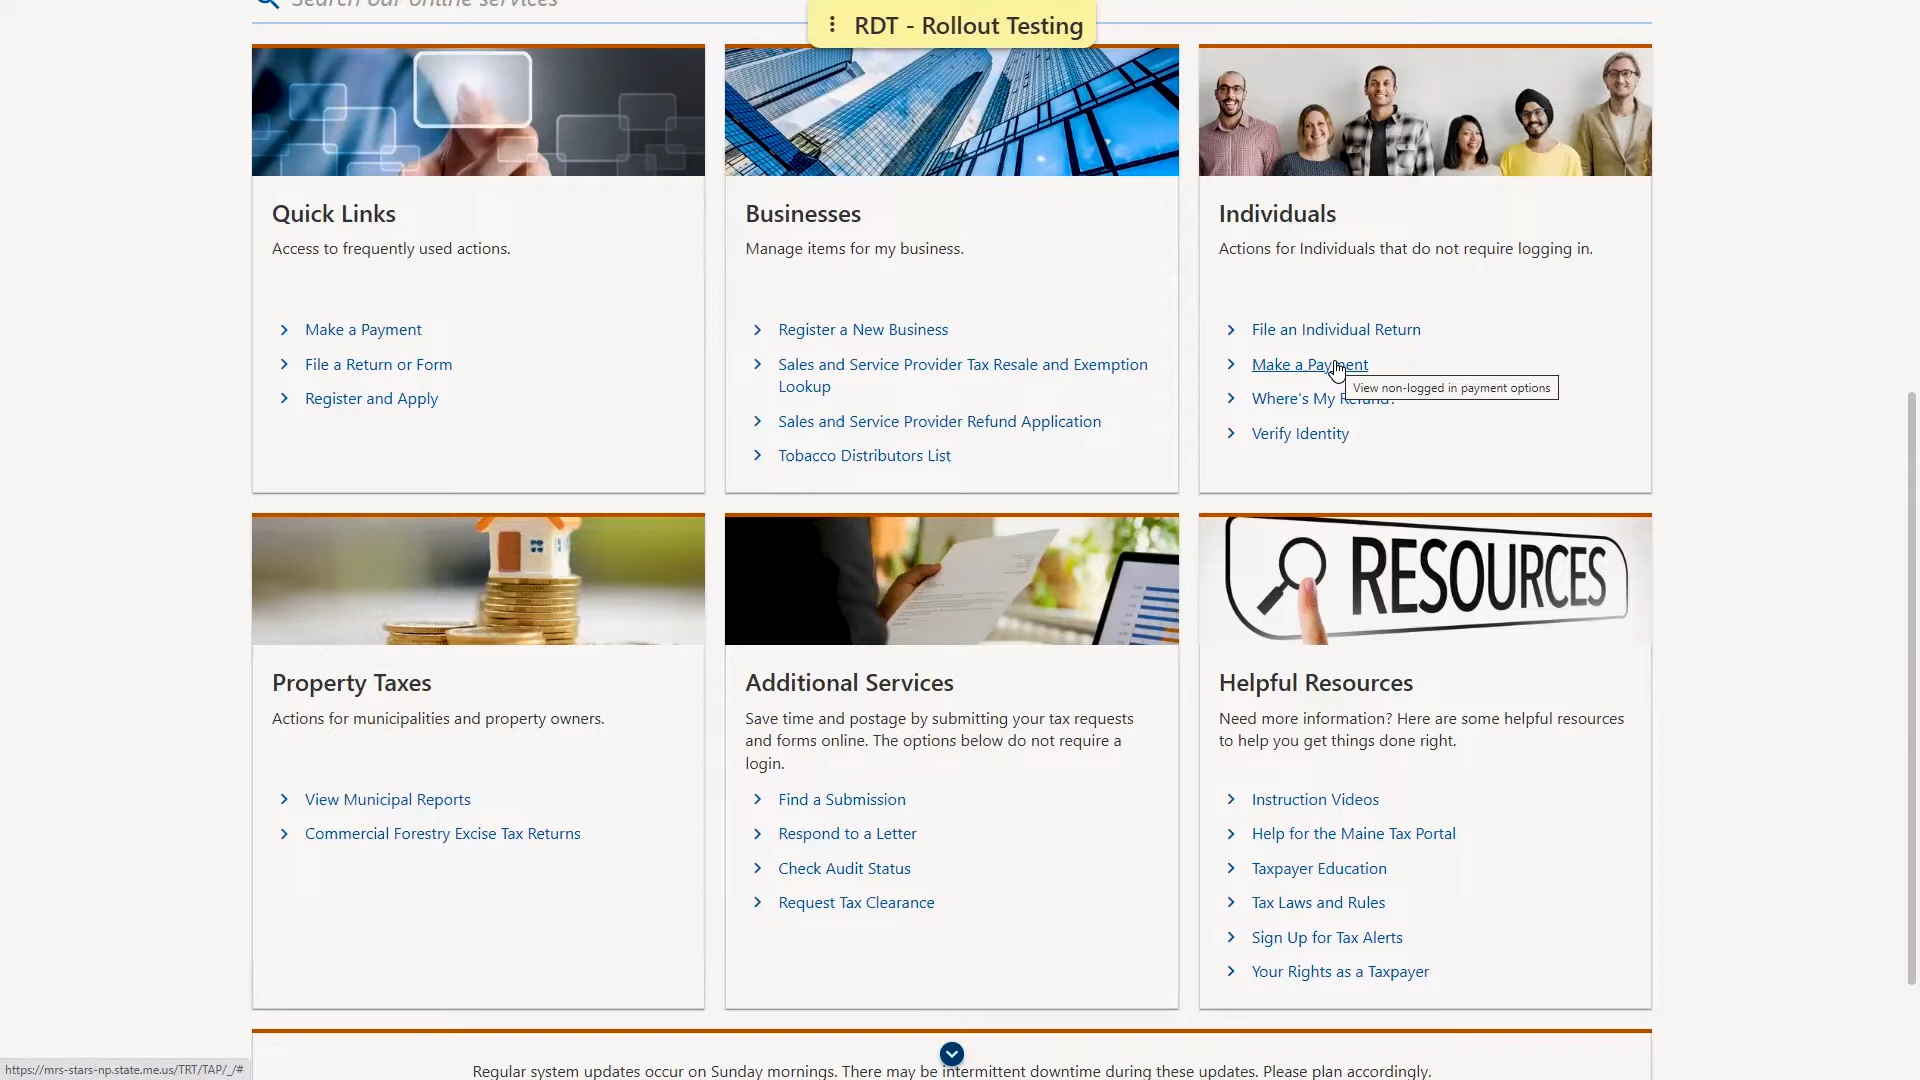 Search our online services
RDT - Rollout Testing
Quick Links
Access to frequently used actions.
Make a Payment
File a Return or Form
Register and Apply
Businesses
Manage items for my business.
Register a New Business
Sales and Service Provider Tax Resale and Exemption
Lookup
Sales and Service Provider Refund Application
Tobacco Distributors List
Individuals
Actions for Individuals that do not require logging in.
File an Individual Return
Make a Payment
View non-logged in payment options
Where's My Refund?
Verify Identity
Property Taxes
Actions for municipalities and property owners.
View Municipal Reports
Commercial Forestry Excise Tax Returns
Additional Services
Save time and postage by submitting your tax requests
and forms online. The options below do not require a
login.
Find a Submission
Respond to a Letter
Check Audit Status
Request Tax Clearance
RESOURCES
Helpful Resources
Need more information? Here are some helpful resources
to help you get things done right.
Instruction Videos
Help for the Maine Tax Portal
Taxpayer Education
Tax Laws and Rules
Sign Up for Tax Alerts
Your Rights as a Taxpayer
Regular system updates occur on Sunday mornings. There may be intermittent downtime during these updates. Please plan accordingly.
https://mrs-stars-np.state.me.us/TRT/TAP/_/#